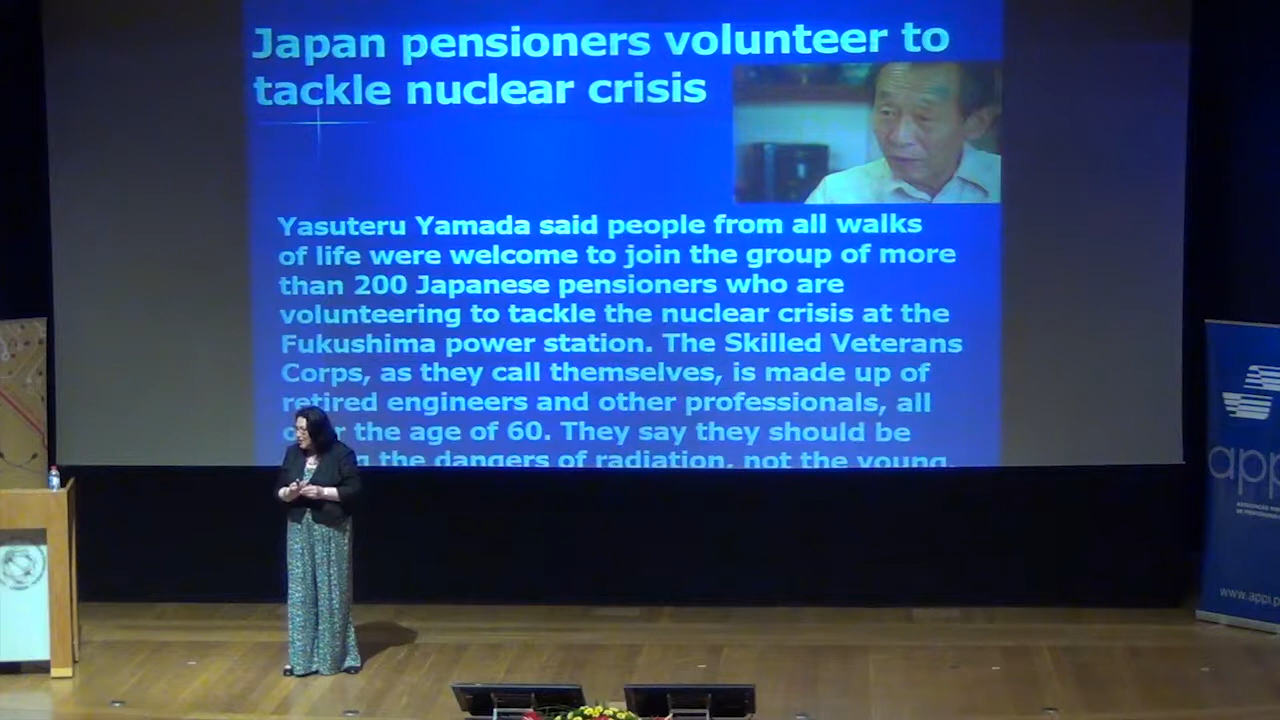 Japan pensioners volunteer to
tackle nuclear crisis
Yasuteru Yamada said people from all walks
of life were welcome to join the group of more
than 200 Japanese pensioners who are
volunteering to tackle the nuclear crisis at the
Fukushima power station. The Skilled Veterans
Corps, as they call themselves, is made up of
retired engineers and other professionals, all
the age of 60. They say they should be
the dangers of radiation, not the young.
appi
www.appi.p